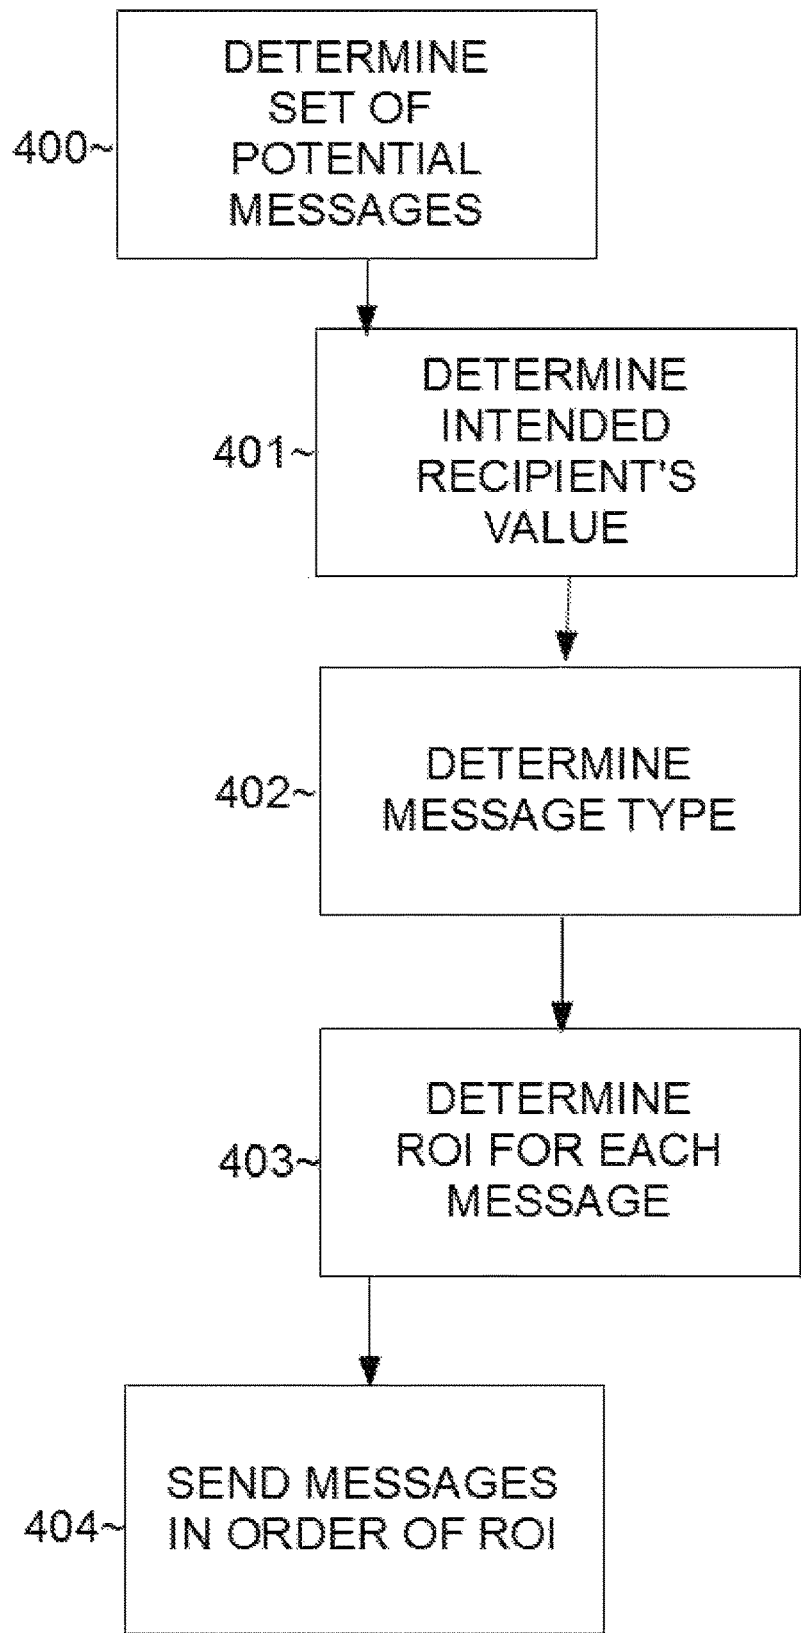 DETERMINE
SET OF
400~
POTENTIAL
MESSAGES
DETERMINE
INTENDED
401~
RECIPIENT'S
VALUE
DETERMINE
402~
MESSAGE TYPE
DETERMINE
ROI FOR EACH
403~
MESSAGE
SEND MESSAGES
404~
IN ORDER OF ROI